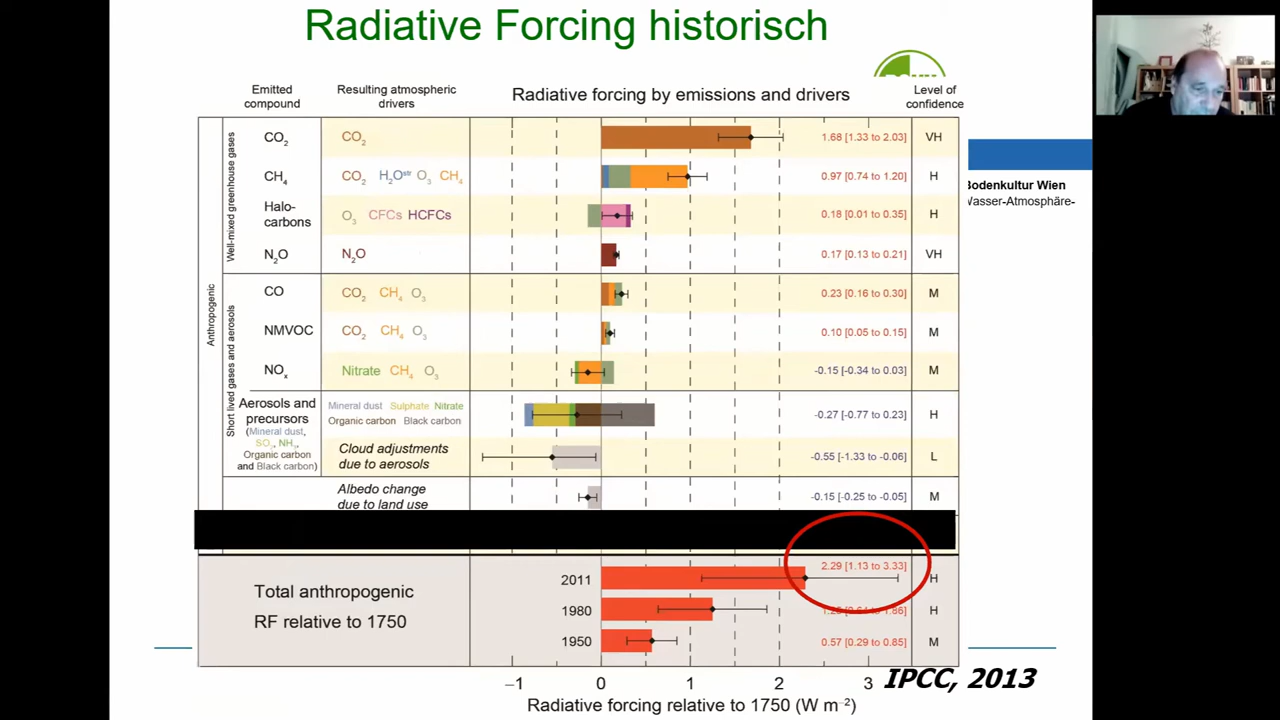 Radiative Forcing historisch
Emitted compound
Resulting atmospheric drivers
Radiative forcing by emissions and drivers
Level of confidence
Bodenkultur Wien
Wasser-Atmosphäre-
Anthropogenic
Well-mixed greenhouse gases
CO₂ CO₂ 1.68 [1.33 to 2.03] VH
CH₄ CO₂ H₂Oˢᵗʳ O₃ CH₄ 0.97 [0.74 to 1.20] H
Halo-carbons O₃ CFCs HCFCs 0.18 [0.01 to 0.35] H
N₂O N₂O 0.17 [0.13 to 0.21] VH
Short lived gases and aerosols
CO CO₂ CH₄ O₃ 0.23 [0.16 to 0.30] M
NMVOC CO₂ CH₄ O₃ 0.10 [0.05 to 0.15] M
NOₓ Nitrate CH₄ O₃ -0.15 [-0.34 to 0.03] M
Aerosols and precursors
(Mineral dust,
SO₂, NH₃,
Organic carbon
and Black carbon)
Mineral dust Sulphate Nitrate
Organic carbon Black carbon
-0.27 [-0.77 to 0.23] H
Cloud adjustments due to aerosols -0.55 [-1.33 to -0.06] L
Albedo change due to land use -0.15 [-0.25 to -0.05] M
Total anthropogenic
RF relative to 1750
2011 2.29 [1.13 to 3.33] H
1980 H
1950 0.57 [0.29 to 0.85] M
−1 0 1 2 3
IPCC, 2013
Radiative forcing relative to 1750 (W m⁻²)